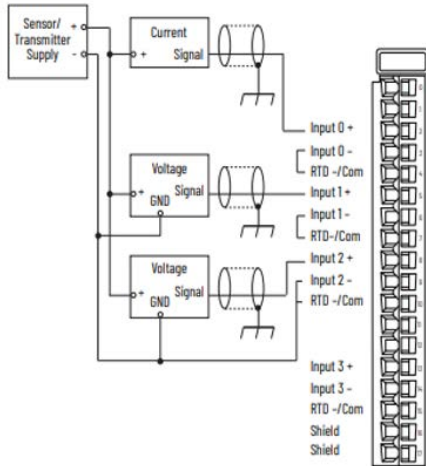 Sensor/
Transmitter
Supply
+
-
Current
+
Signal
Input 0 +
Input 0 -
RTD -/Com
Voltage
+
Signal
GND
Input 1 +
Input 1 -
RTD-/Com
Voltage
+
Signal
GND
Input 2 +
Input 2 -
RTD -/Com
Input 3 +
Input 3 -
RTD -/Com
Shield
Shield